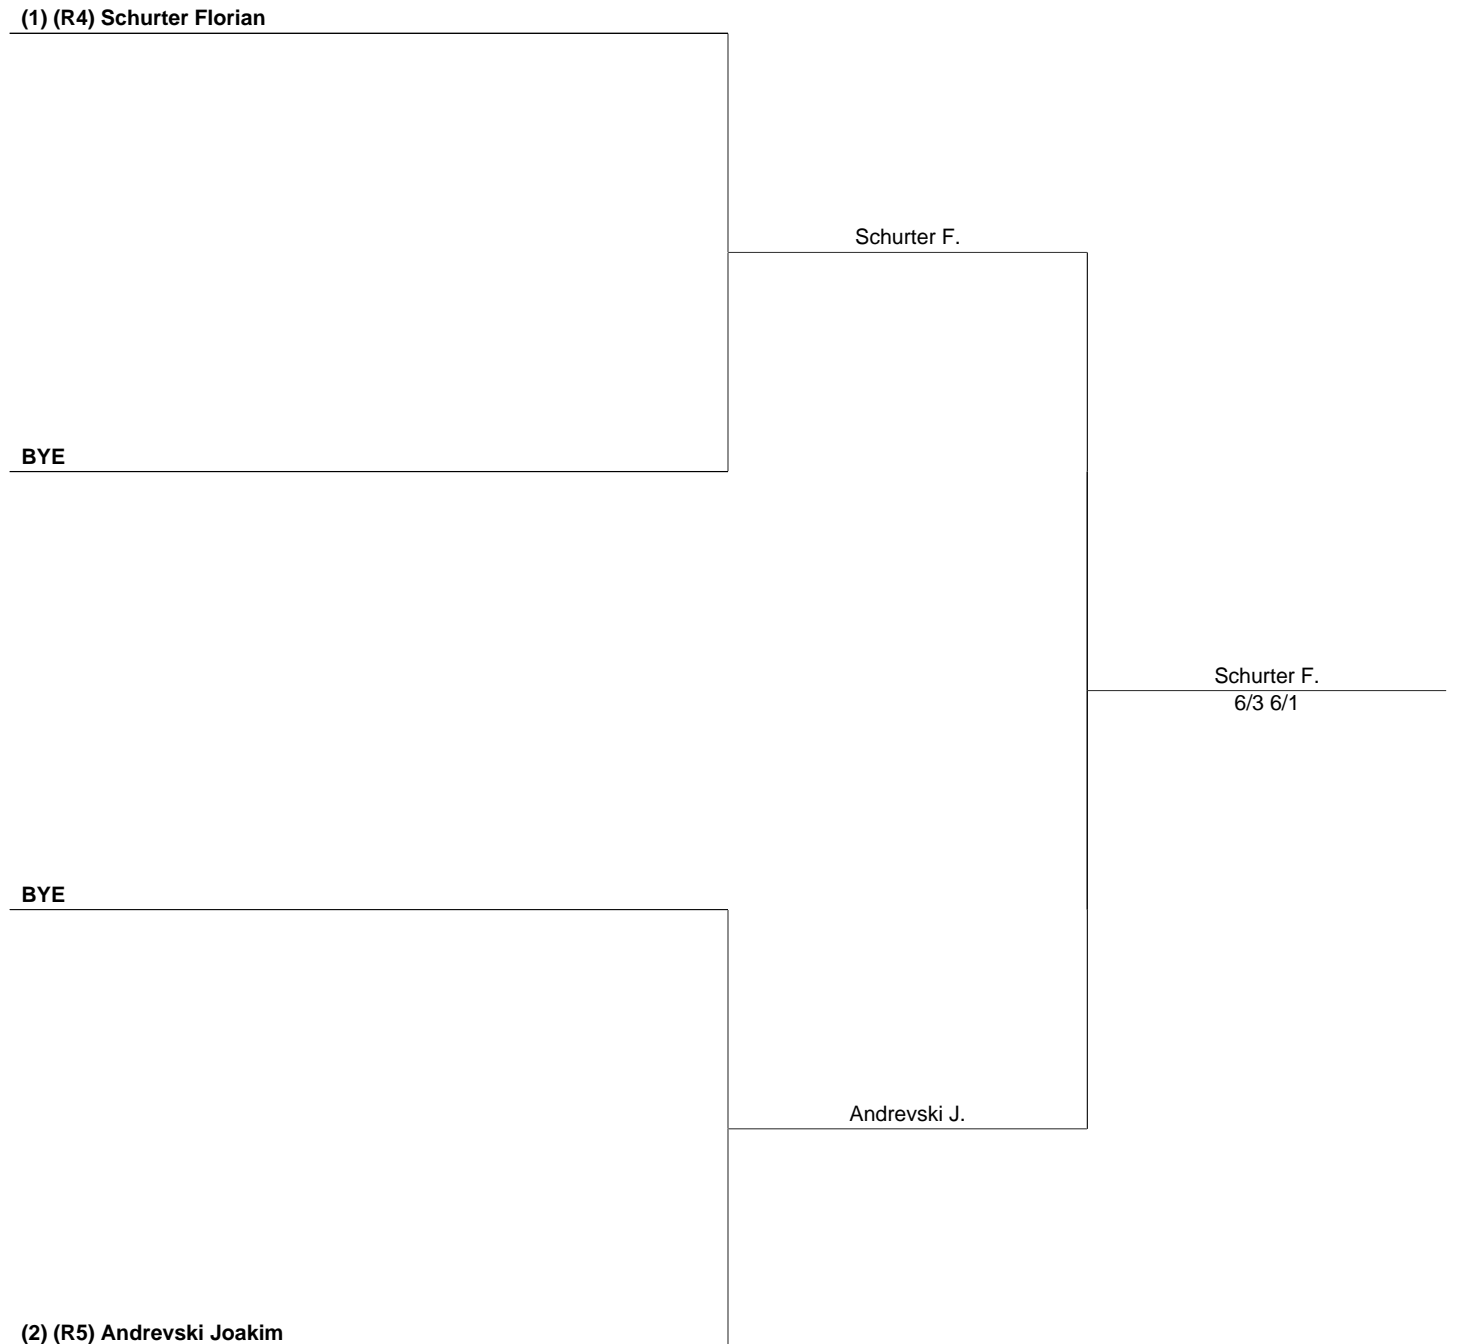 (1) (R4) Schurter Florian
Schurter F.
BYE
Schurter F.
6/3 6/1
BYE
Andrevski J.
(2) (R5) Andrevski Joakim